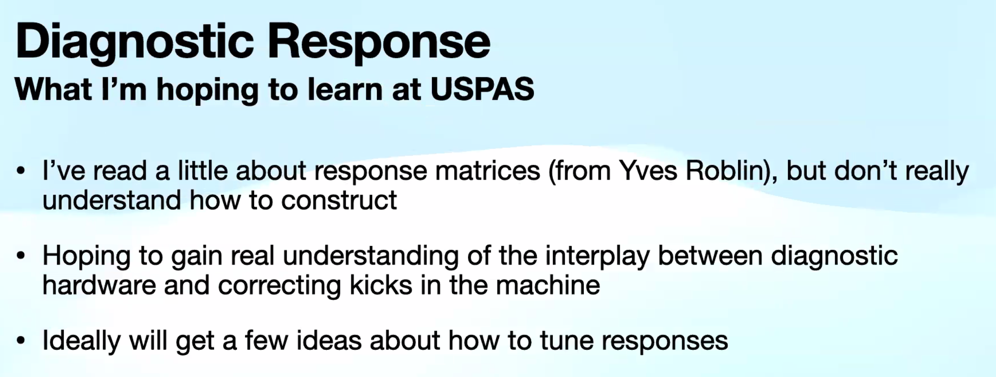 Diagnostic Response
What I'm hoping to learn at USPAS
• I've read a little about response matrices (from Yves Roblin), but don't really
understand how to construct
• Hoping to gain real understanding of the interplay between diagnostic
hardware and correcting kicks in the machine
• Ideally will get a few ideas about how to tune responses